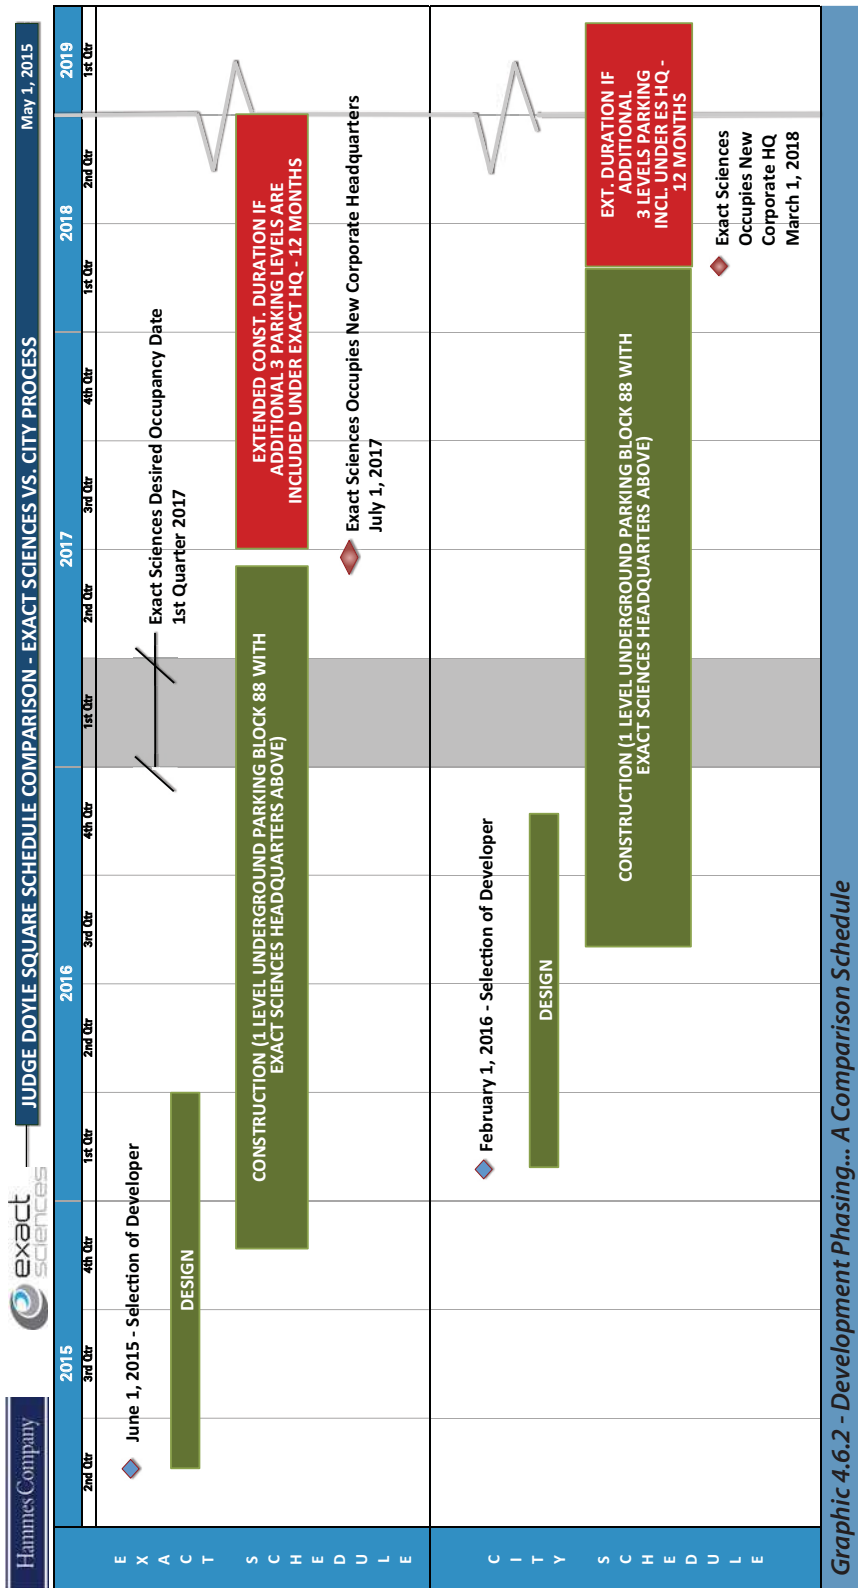 Hammes Company
exact
sciences
JUDGE DOYLE SQUARE SCHEDULE COMPARISON - EXACT SCIENCES VS. CITY PROCESS
May 1, 2015
2015 2016 2017 2018 2019
2nd Qtr 3rd Qtr 4th Qtr 1st Qtr 2nd Qtr 3rd Qtr 4th Qtr 1st Qtr 2nd Qtr 3rd Qtr 4th Qtr 1st Qtr 2nd Qtr 1st Qtr
EXACT SCHEDULE
June 1, 2015 - Selection of Developer
Exact Sciences Desired Occupancy Date
1st Quarter 2017
DESIGN
CONSTRUCTION (1 LEVEL UNDERGROUND PARKING BLOCK 88 WITH
EXACT SCIENCES HEADQUARTERS ABOVE)
EXTENDED CONST. DURATION IF
ADDITIONAL 3 PARKING LEVELS ARE
INCLUDED UNDER EXACT HQ - 12 MONTHS
Exact Sciences Occupies New Corporate Headquarters
July 1, 2017
CITY SCHEDULE
February 1, 2016 - Selection of Developer
DESIGN
CONSTRUCTION (1 LEVEL UNDERGROUND PARKING BLOCK 88 WITH
EXACT SCIENCES HEADQUARTERS ABOVE)
EXT. DURATION IF
ADDITIONAL
3 LEVELS PARKING
INCL. UNDER ES HQ -
12 MONTHS
Exact Sciences
Occupies New
Corporate HQ
March 1, 2018
Graphic 4.6.2 - Development Phasing... A Comparison Schedule